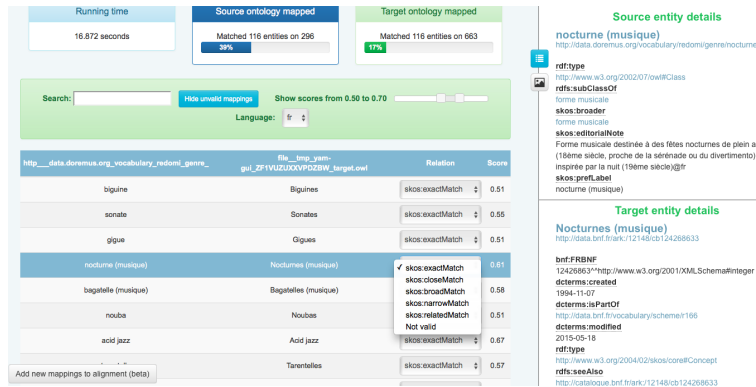 Running time
16.872 seconds
Source ontology mapped
Matched 116 entities on 296
39%
Target ontology mapped
Matched 116 entities on 663
17%
Search:
Hide unvalid mappings
Show scores from 0.50 to 0.70
Language: fr
http___data.doremus.org_vocabulary_redomi_genre_
file__tmp_yam-
gui_ZF1VUZUXXVPDZBW_target.owl
Relation
Score
biguine Biguines skos:exactMatch 0.51
sonate Sonates skos:exactMatch 0.55
gigue Gigues skos:exactMatch 0.51
nocturne (musique) Nocturnes (musique) 0.61
✓ skos:exactMatch
skos:closeMatch
skos:broadMatch
skos:narrowMatch
skos:relatedMatch
Not valid
bagatelle (musique) Bagatelles (musique) 0.58
nouba Noubas 0.51
acid jazz Acid jazz skos:exactMatch 0.67
Tarentelles skos:exactMatch 0.57
Add new mappings to alignment (beta)
Source entity details
nocturne (musique)
http://data.doremus.org/vocabulary/redomi/genre/nocturne
rdf:type
http://www.w3.org/2002/07/owl#Class
rdfs:subClassOf
forme musicale
skos:broader
forme musicale
skos:editorialNote
Forme musicale destinée à des fêtes nocturnes de plein a
(18ème siècle, proche de la sérénade ou du divertimento)
inspirée par la nuit (19ème siècle)@fr
skos:prefLabel
nocturne (musique)
Target entity details
Nocturnes (musique)
http://data.bnf.fr/ark:/12148/cb124268633
bnf:FRBNF
12426863^^http://www.w3.org/2001/XMLSchema#integer
dcterms:created
1994-11-07
dcterms:isPartOf
http://data.bnf.fr/vocabulary/scheme/r166
dcterms:modified
2015-05-18
rdf:type
http://www.w3.org/2004/02/skos/core#Concept
rdfs:seeAlso
http://catalogue.bnf.fr/ark:/12148/cb124268633